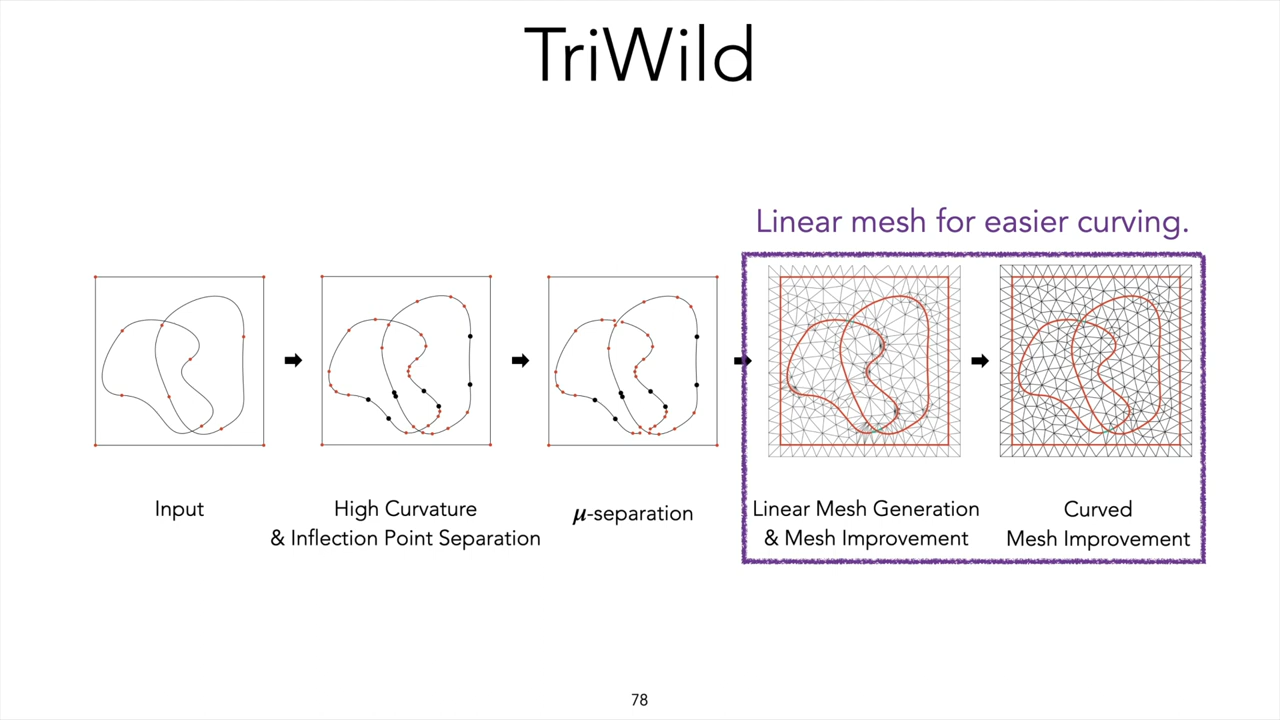 TriWild
Linear mesh for easier curving.
Input
High Curvature
& Inflection Point Separation
μ-separation
Linear Mesh Generation
& Mesh Improvement
Curved
Mesh Improvement
78